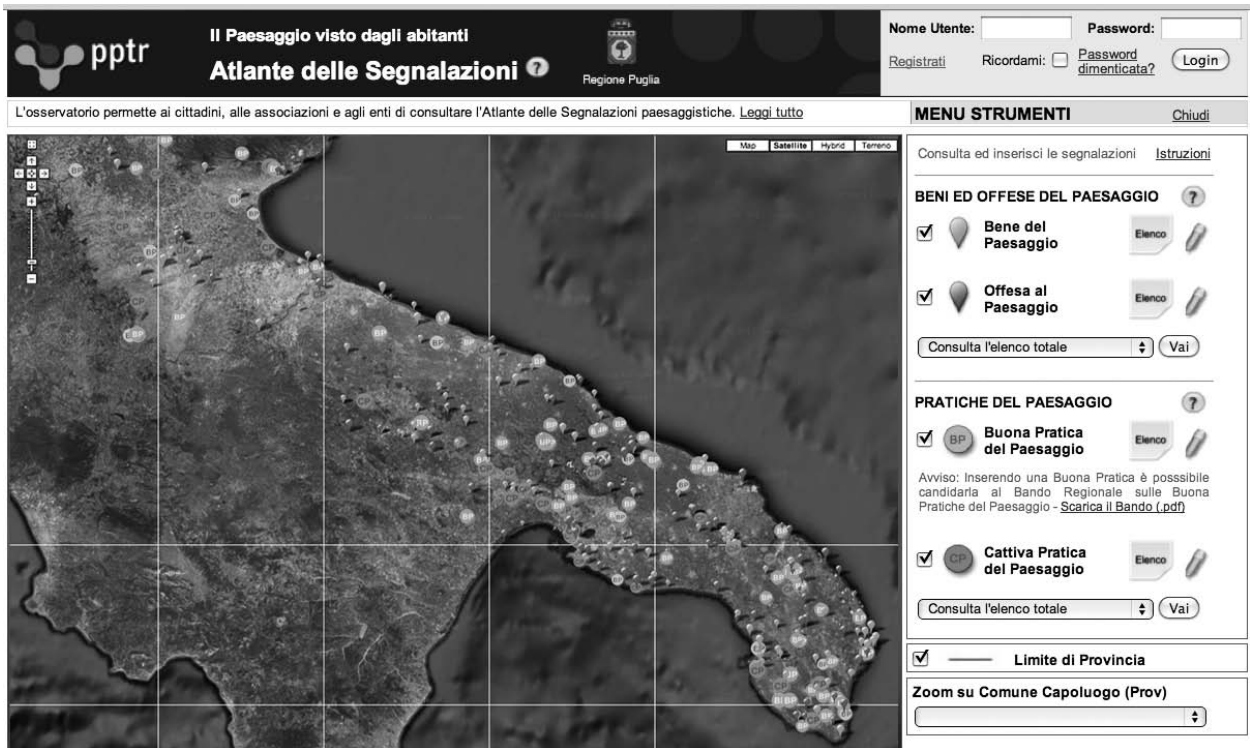 pptr
Il Paesaggio visto dagli abitanti
Atlante delle Segnalazioni ?
Regione Puglia
Nome Utente:
Password:
Registrati
Ricordami:
Password
dimenticata?
Login
L'osservatorio permette ai cittadini, alle associazioni e agli enti di consultare l'Atlante delle Segnalazioni paesaggistiche. Leggi tutto
MENU STRUMENTI
Chiudi
Map
Satellite
Hybrid
Terreno
Consulta ed inserisci le segnalazioni
Istruzioni
BENI ED OFFESE DEL PAESAGGIO ?
Bene del
Paesaggio
Elenco
Offesa al
Paesaggio
Elenco
Consulta l'elenco totale
Vai
PRATICHE DEL PAESAGGIO ?
BP
Buona Pratica
del Paesaggio
Elenco
Avviso: Inserendo una Buona Pratica è posssibile
candidarla al Bando Regionale sulle Buona
Pratiche del Paesaggio - Scarica il Bando (.pdf)
CP
Cattiva Pratica
del Paesaggio
Elenco
Consulta l'elenco totale
Vai
Limite di Provincia
Zoom su Comune Capoluogo (Prov)